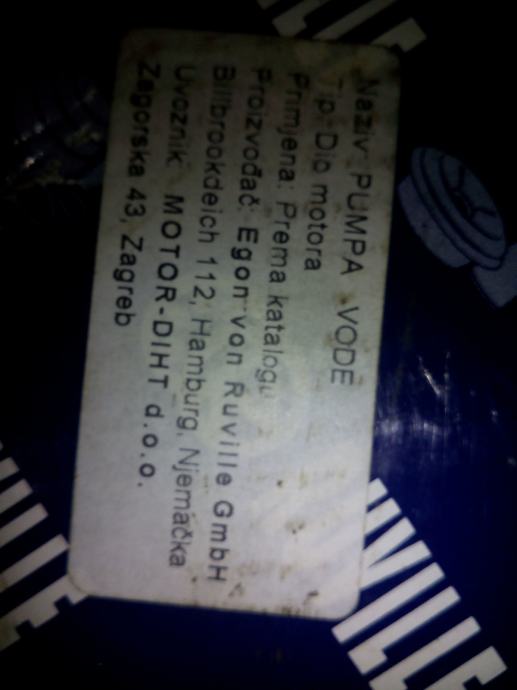 Naziv: PUMPA VODE
Tip: Dio motora
Primjena: Prema katalogu
Proizvođač: Egon von Ruville GmbH
Billbrookdeich 112, Hamburg, Njemačka
Uvoznik: MOTOR-DIHT d.o.o.
Zagorska 43, Zagreb
VILLE